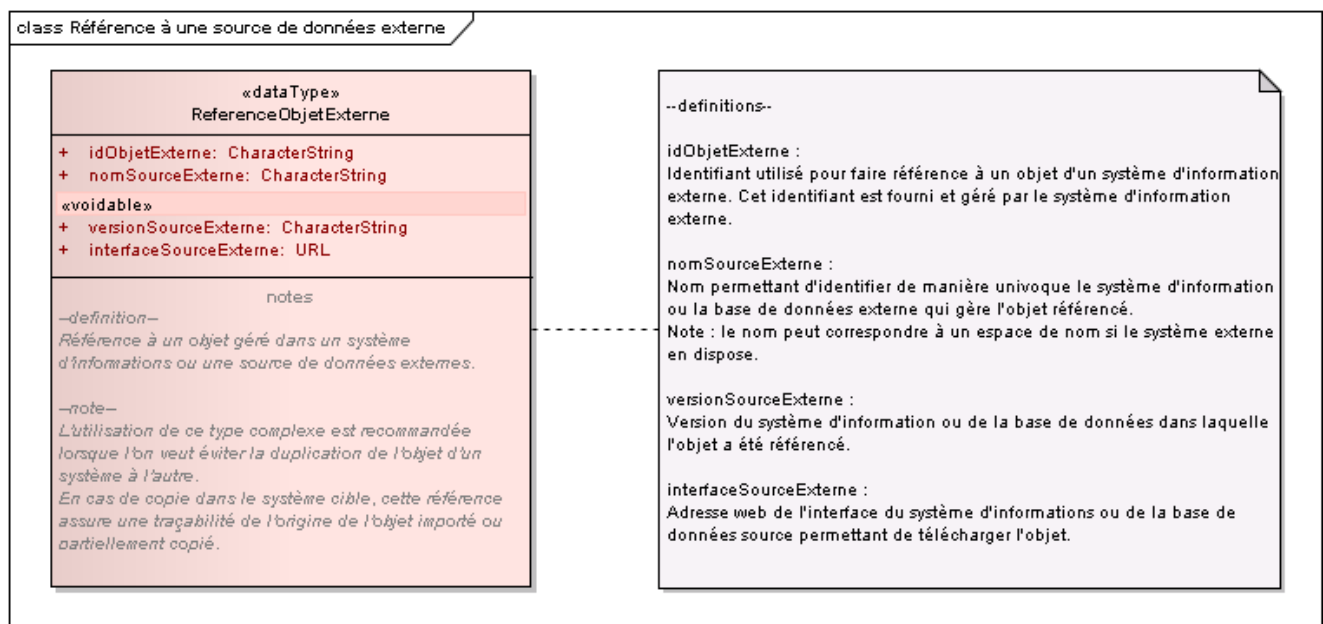 class Référence à une source de données externe
«dataType»
ReferenceObjetExterne
+ idObjetExterne: CharacterString
+ nomSourceExterne: CharacterString
«voidable»
+ versionSourceExterne: CharacterString
+ interfaceSourceExterne: URL
notes
--definition--
Référence à un objet géré dans un système
d'informations ou une source de données externes.
--note--
L'utilisation de ce type complexe est recommandée
lorsque l'on veut éviter la duplication de l'objet d'un
système à l'autre.
En cas de copie dans le système cible, cette référence
assure une traçabilité de l'origine de l'objet importé ou
partiellement copié.
--definitions--
idObjetExterne :
Identifiant utilisé pour faire référence à un objet d'un système d'information
externe. Cet identifiant est fourni et géré par le système d'information
externe.
nomSourceExterne :
Nom permettant d'identifier de manière univoque le système d'information
ou la base de données externe qui gère l'objet référencé.
Note : le nom peut correspondre à un espace de nom si le système externe
en dispose.
versionSourceExterne :
Version du système d'information ou de la base de données dans laquelle
l'objet a été référencé.
interfaceSourceExterne :
Adresse web de l'interface du système d'informations ou de la base de
données source permettant de télécharger l'objet.